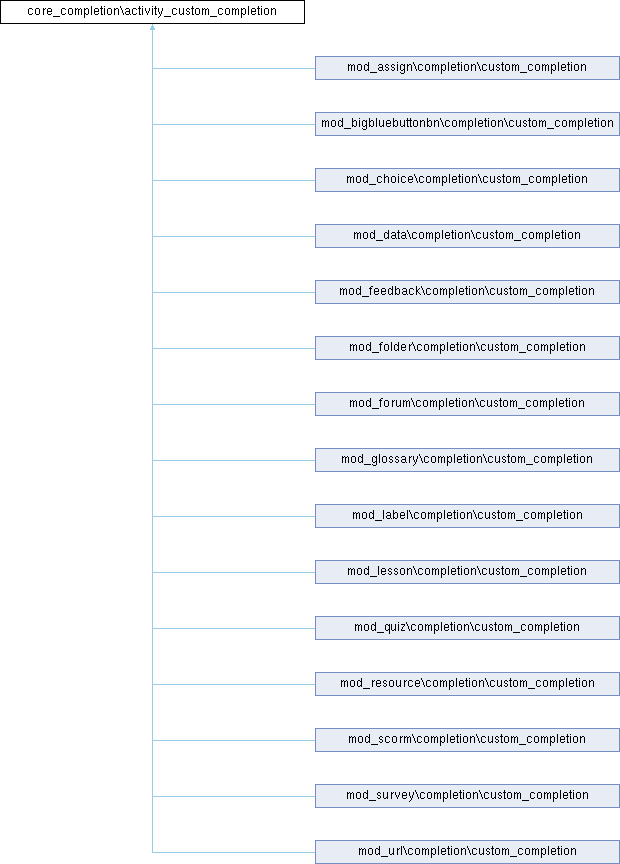 core_completion\activity_custom_completion
mod_assign\completion\custom_completion
mod_bigbluebuttonbn\completion\custom_completion
mod_choice\completion\custom_completion
mod_data\completion\custom_completion
mod_feedback\completion\custom_completion
mod_folder\completion\custom_completion
mod_forum\completion\custom_completion
mod_glossary\completion\custom_completion
mod_label\completion\custom_completion
mod_lesson\completion\custom_completion
mod_quiz\completion\custom_completion
mod_resource\completion\custom_completion
mod_scorm\completion\custom_completion
mod_survey\completion\custom_completion
mod_url\completion\custom_completion